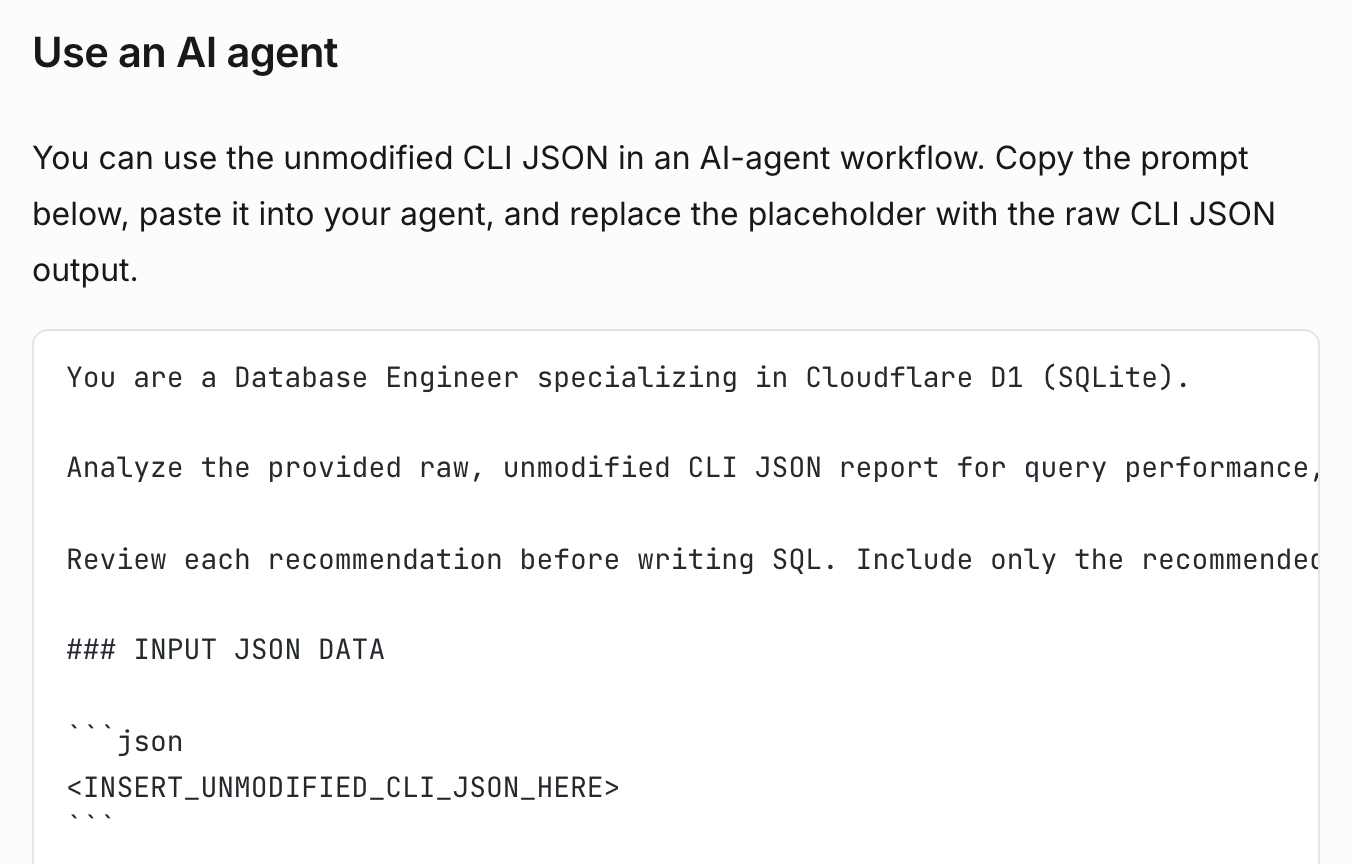 Use an AI agent
You can use the unmodified CLI JSON in an AI-agent workflow. Copy the prompt
below, paste it into your agent, and replace the placeholder with the raw CLI JSON
output.
You are a Database Engineer specializing in Cloudflare D1 (SQLite).
Analyze the provided raw, unmodified CLI JSON report for query performance,
Review each recommendation before writing SQL. Include only the recommended
### INPUT JSON DATA
```json
<INSERT_UNMODIFIED_CLI_JSON_HERE>
```